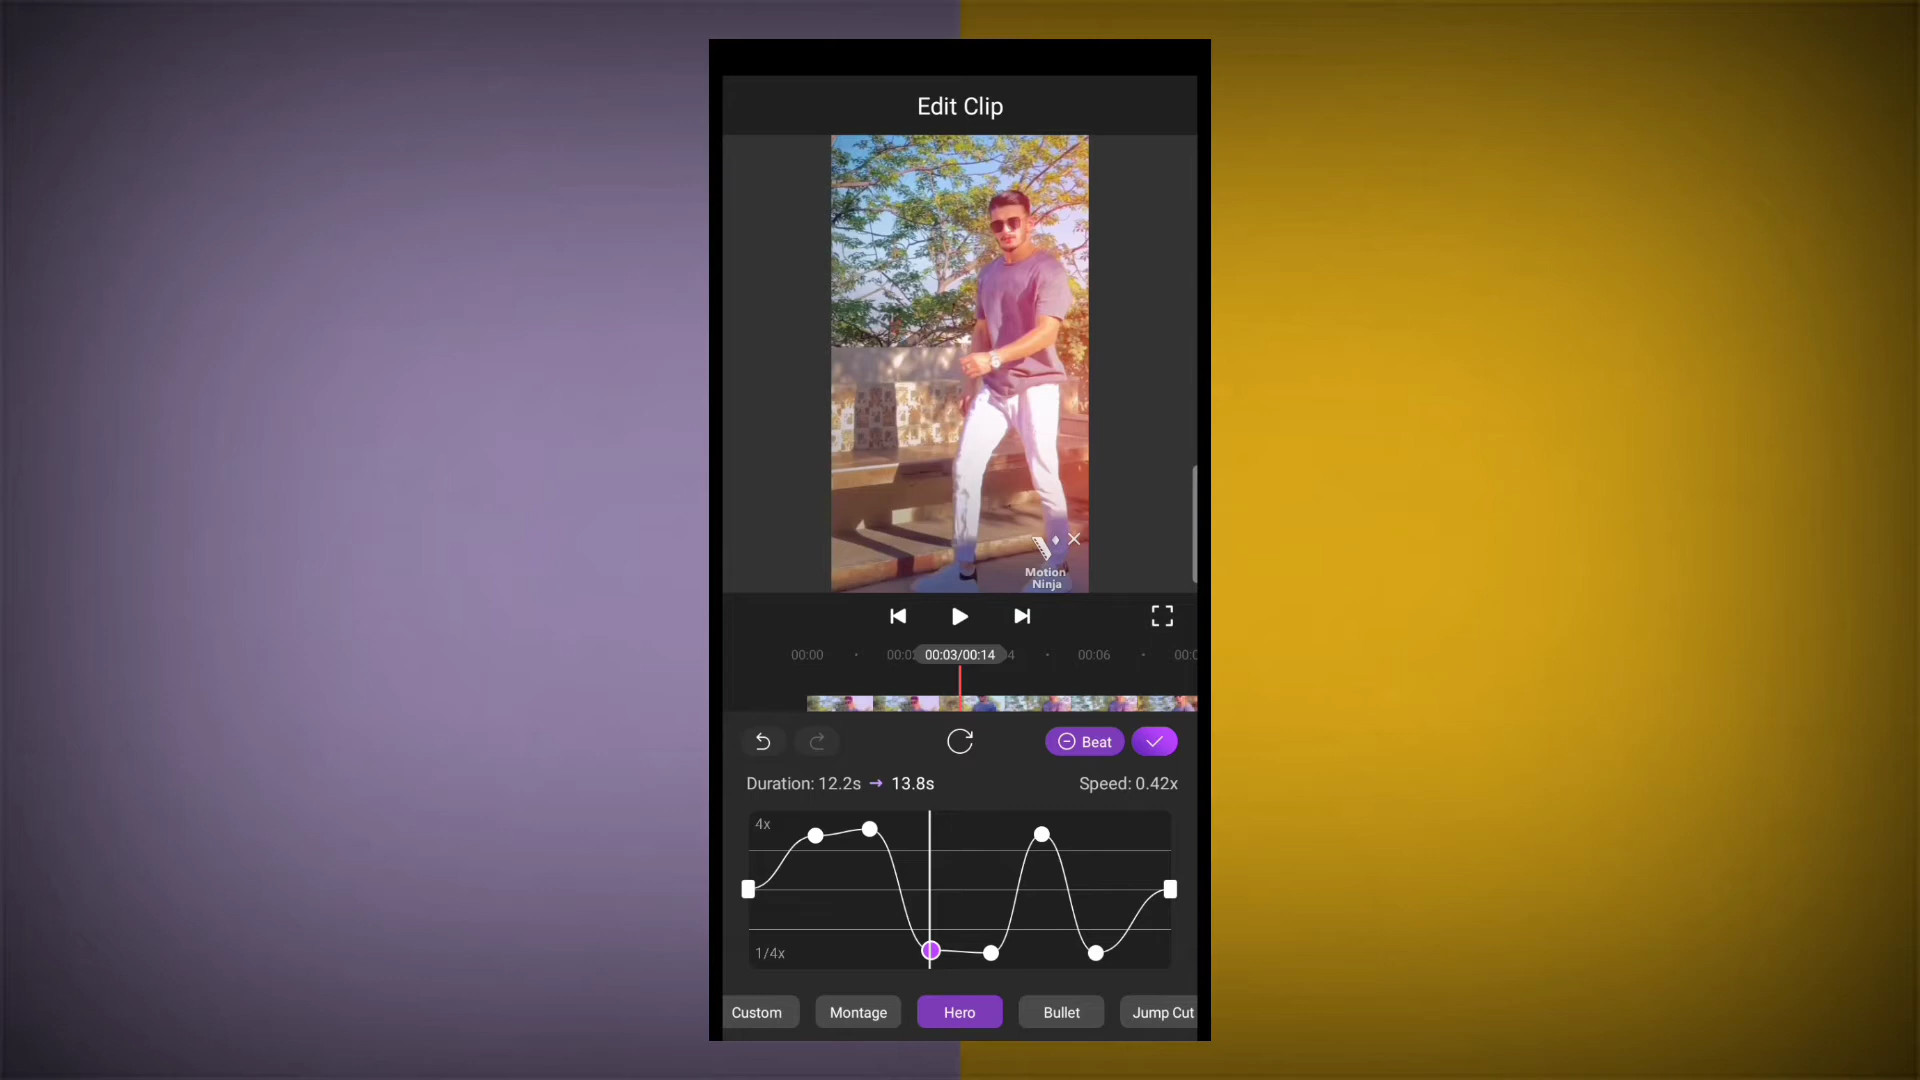 Edit Clip
Motion
Ninja
00:00
00:03/00:14
4
00:06
Beat
Duration: 12.2s → 13.8s
Speed: 0.42x
4x
1/4x
Custom
Montage
Hero
Bullet
Jump Cut